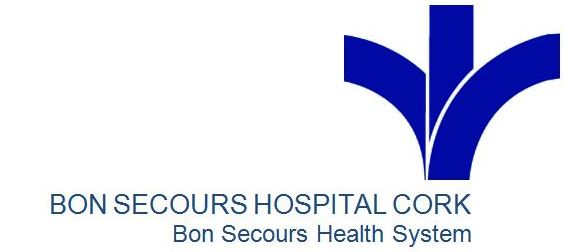 BON SECOURS HOSPITAL CORK
Bon Secours Health System